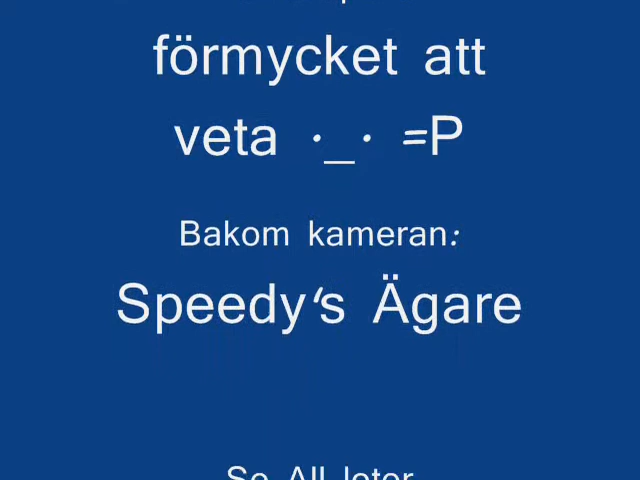 förmycket att
veta ·_· =P
Bakom kameran:
Speedy's Ägare